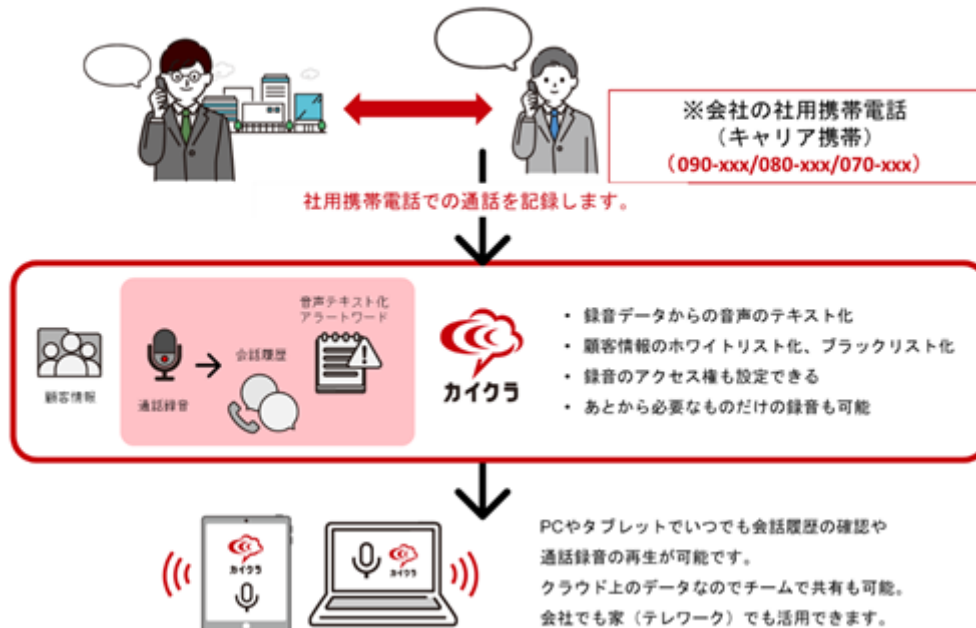 ※会社の社用携帯電話
（キャリア携帯）
（090-xxx/080-xxx/070-xxx）
社用携帯電話での通話を記録します。
顧客情報
通話録音
会話履歴
音声テキスト化
アラートワード
カイクラ
・ 録音データからの音声のテキスト化
・ 顧客情報のホワイトリスト化、ブラックリスト化
・ 録音のアクセス権も設定できる
・ あとから必要なものだけの録音も可能
カイクラ
カイクラ
PCやタブレットでいつでも会話履歴の確認や
通話録音の再生が可能です。
クラウド上のデータなのでチームで共有も可能。
会社でも家（テレワーク）でも活用できます。